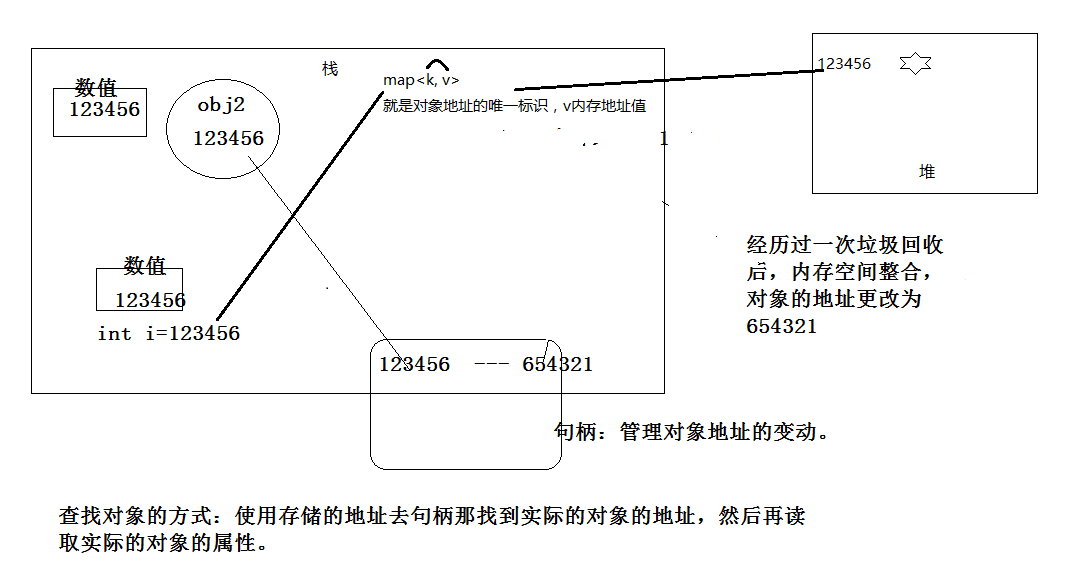 栈
数值
123456
obj2
123456
map<k, v>
就是对象地址的唯一标识，v内存地址值
1
123456
堆
数值
123456
int i=123456
经历过一次垃圾回收
后，内存空间整合，
对象的地址更改为
654321
123456 --- 654321
句柄：管理对象地址的变动。
查找对象的方式：使用存储的地址去句柄那找到实际的对象的地址，然后再读
取实际的对象的属性。